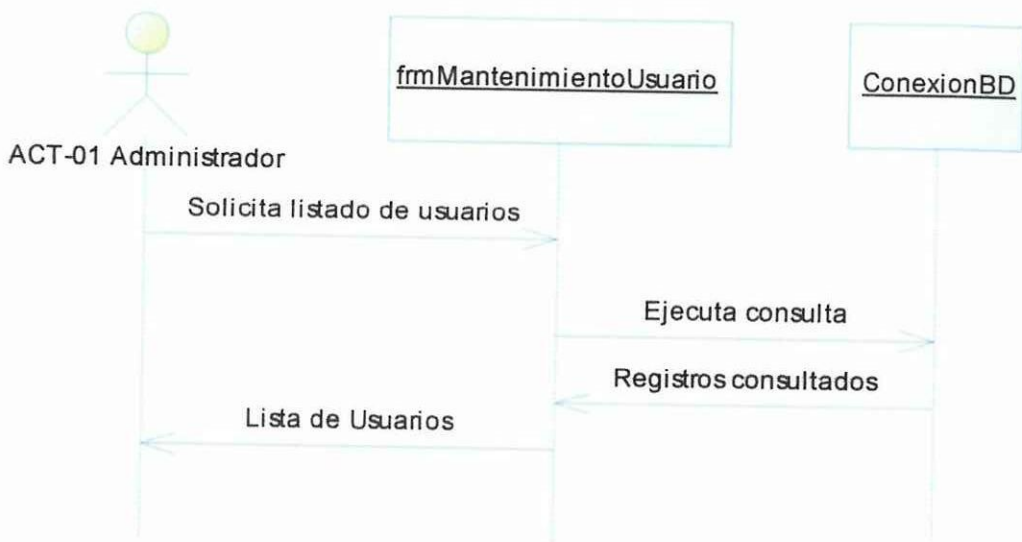 frmMantenimientoUsuario
ConexionBD
ACT-01 Administrador
Solicita listado de usuarios
Ejecuta consulta
Registros consultados
Lista de Usuarios